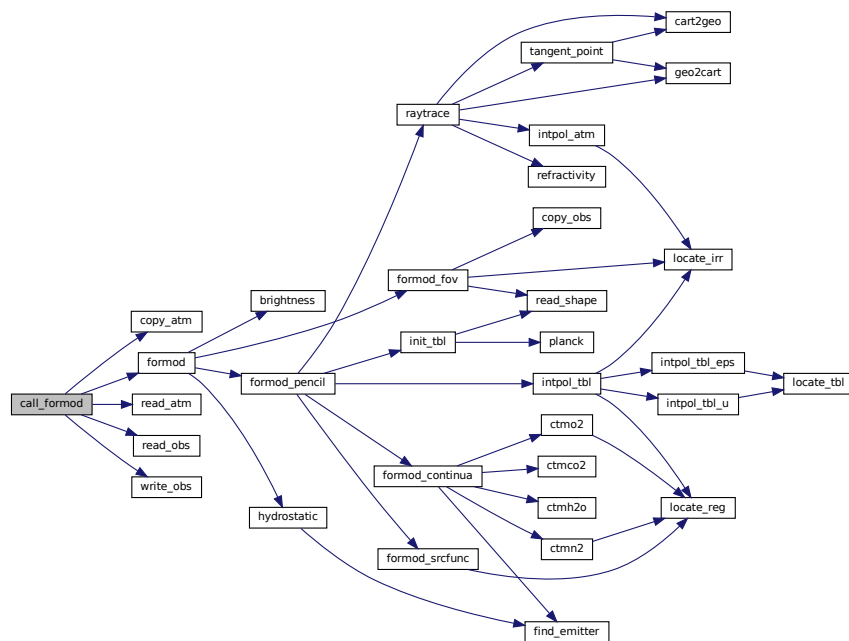 cart2geo
tangent_point
geo2cart
raytrace
intpol_atm
refractivity
copy_obs
locate_irr
formod_fov
brightness
read_shape
copy_atm
init_tbl
planck
formod
intpol_tbl_eps
formod_pencil
intpol_tbl
locate_tbl
call_formod
read_atm
intpol_tbl_u
ctmo2
read_obs
ctmco2
formod_continua
write_obs
ctmh2o
locate_reg
hydrostatic
ctmn2
formod_srcfunc
find_emitter